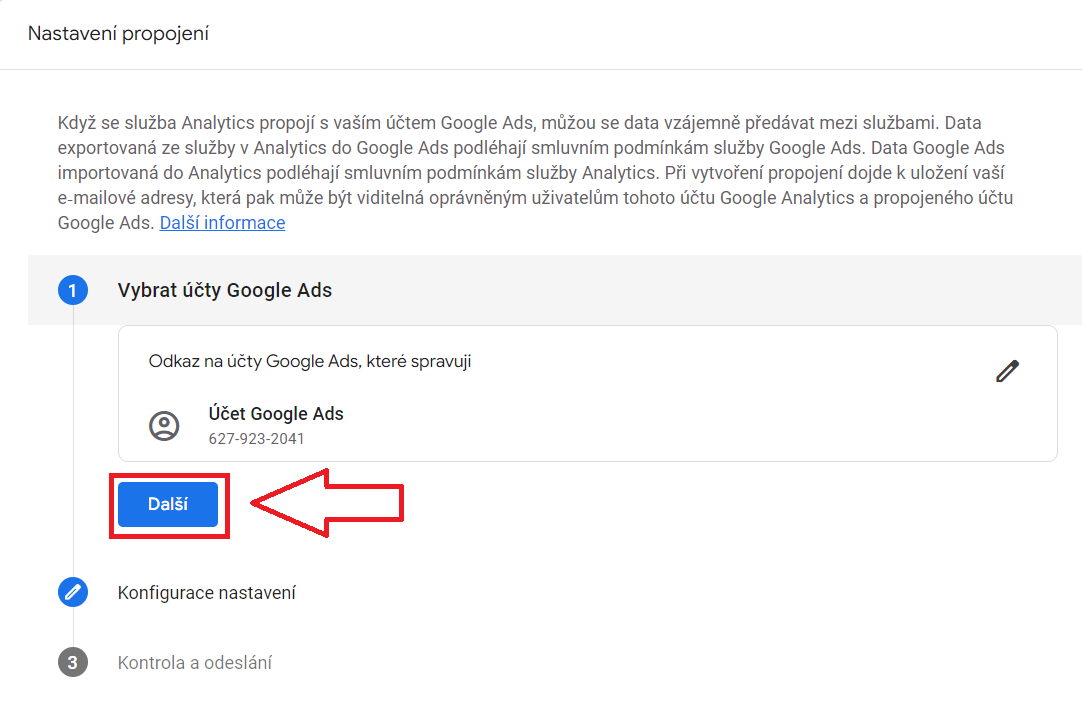 Nastavení propojení
Když se služba Analytics propojí s vaším účtem Google Ads, můžou se data vzájemně předávat mezi službami. Data
exportovaná ze služby v Analytics do Google Ads podléhají smluvním podmínkám služby Google Ads. Data Google Ads
importovaná do Analytics podléhají smluvním podmínkám služby Analytics. Při vytvoření propojení dojde k uložení vaší
e-mailové adresy, která pak může být viditelná oprávněným uživatelům tohoto účtu Google Analytics a propojeného účtu
Google Ads. Další informace
1 Vybrat účty Google Ads
Odkaz na účty Google Ads, které spravuji
Účet Google Ads
627-923-2041
Další
Konfigurace nastavení
3 Kontrola a odeslání